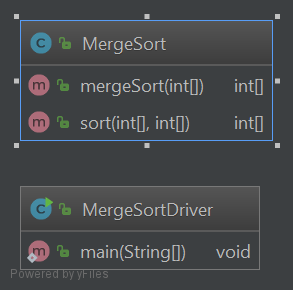 MergeSort
mergeSort(int[]) int[]
sort(int[], int[]) int[]
MergeSortDriver
main(String[]) void
Powered by yFiles